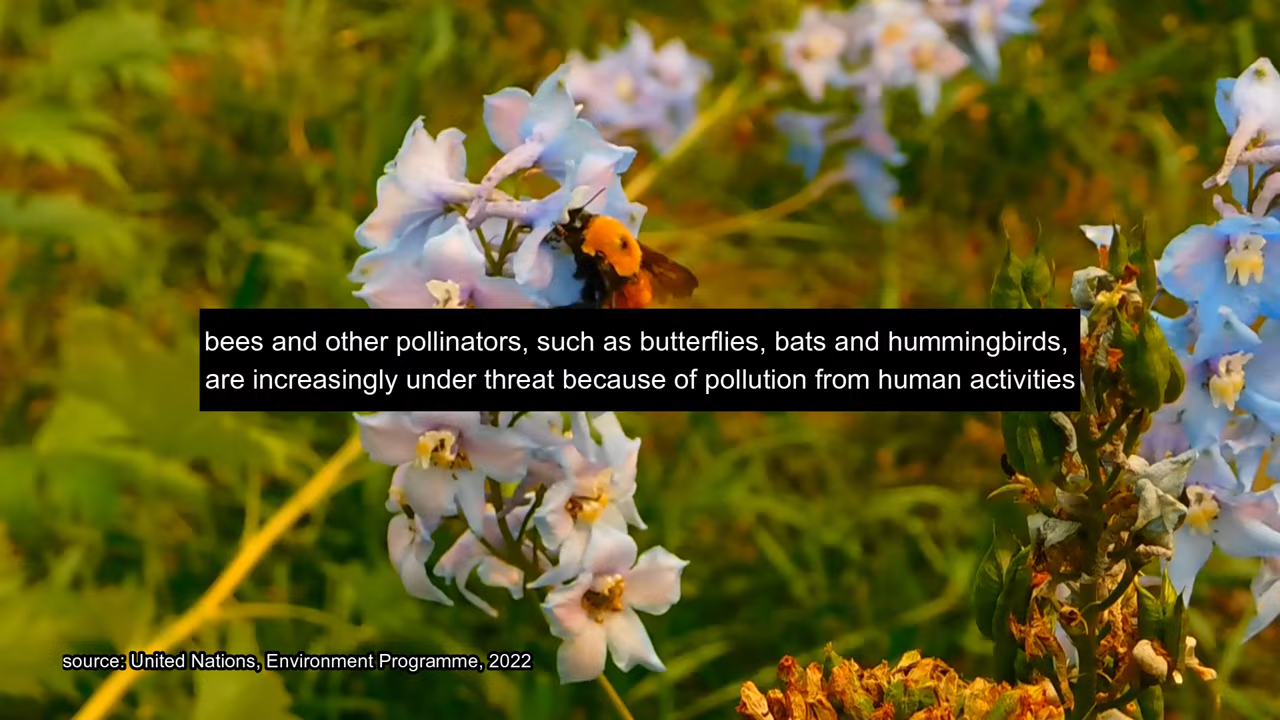 bees and other pollinators, such as butterflies, bats and hummingbirds,
are increasingly under threat because of pollution from human activities
source: United Nations, Environment Programme, 2022